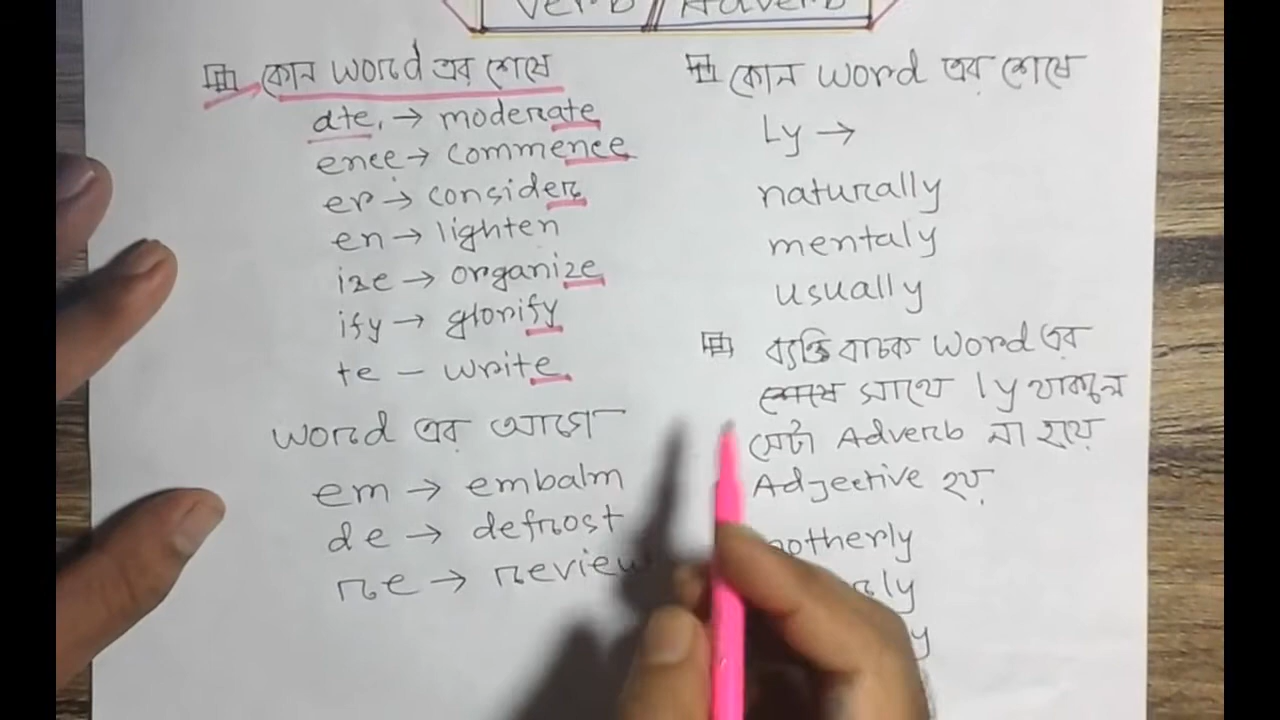 Verb // Adverb
কোন word এর শেষে
ate, → moderate
ence → commence
er → consider
en → lighten
ize → organize
ify → glorify
te – write
word এর আগে
em → embalm
de → defrost
re → review
কোন word এর শেষে
Ly →
naturally
mentaly
usually
ব্যক্তি বাচক word এর
শেষে সাথে ly থাকলে
সেটা Adverb না হয়ে
Adjective হয়